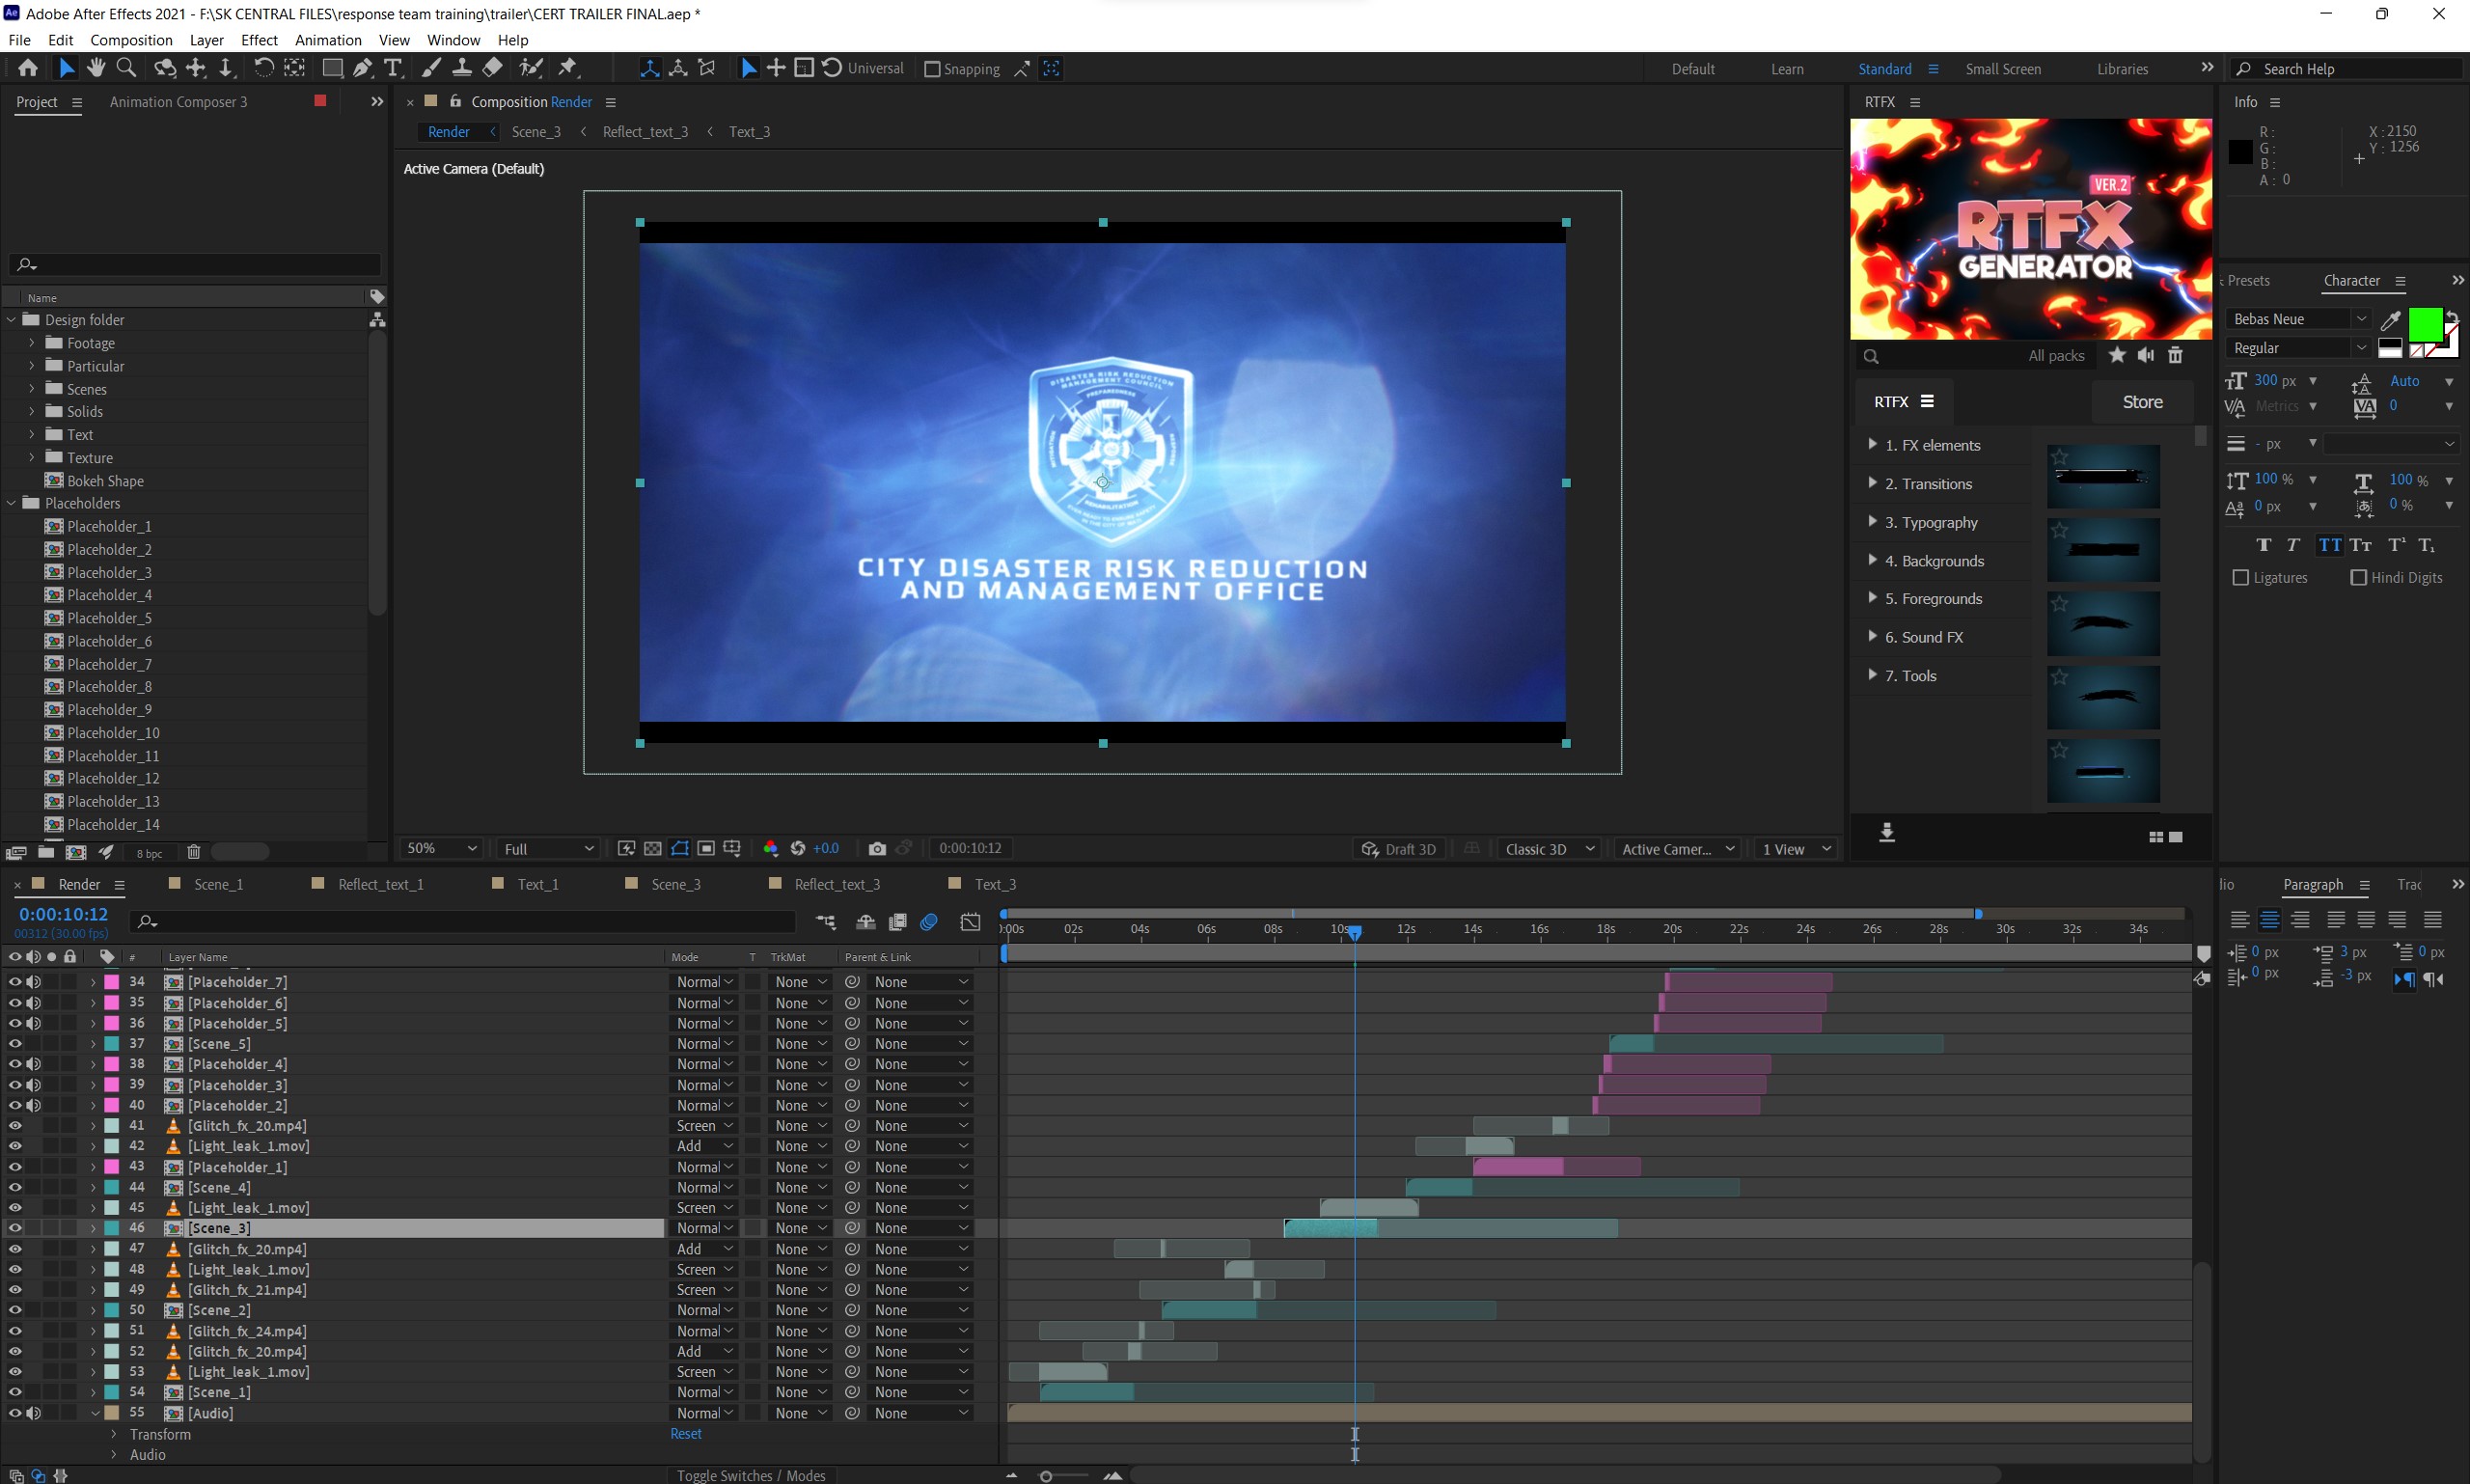 Adobe After Effects 2021 - F:\SK CENTRAL FILES\response team training\trailer\CERT TRAILER FINAL.aep *
File Edit Composition Layer Effect Animation View Window Help
Universal Snapping Default Learn Standard Small Screen Libraries Search Help
Project Animation Composer 3
Name
Design folder
Footage
Particular
Scenes
Solids
Text
Texture
Bokeh Shape
Placeholders
Placeholder_1
Placeholder_2
Placeholder_3
Placeholder_4
Placeholder_5
Placeholder_6
Placeholder_7
Placeholder_8
Placeholder_9
Placeholder_10
Placeholder_11
Placeholder_12
Placeholder_13
Placeholder_14
8 bpc
Composition Render
Render Scene_3 Reflect_text_3 Text_3
Active Camera (Default)
DISASTER RISK REDUCTION
MANAGEMENT COUNCIL
PREPAREDNESS
REHABILITATION
CITY DISASTER RISK REDUCTION
AND MANAGEMENT OFFICE
50% Full +0.0 0:00:10:12 Draft 3D Classic 3D Active Camer... 1 View
RTFX
VER.2
RTFX
GENERATOR
All packs
RTFX Store
1. FX elements
2. Transitions
3. Typography
4. Backgrounds
5. Foregrounds
6. Sound FX
7. Tools
Info
R: X: 2150
G: Y: 1256
B:
A: 0
Presets Character
Bebas Neue
Regular
300 px Auto
Metrics 0
- px
100 % 100 %
0 px 0 %
Ligatures Hindi Digits
lio Paragraph Trac
0 px 3 px 0 px
0 px -3 px
Render Scene_1 Reflect_text_1 Text_1 Scene_3 Reflect_text_3 Text_3
0:00:10:12
00312 (30.00 fps)
:00s 02s 04s 06s 08s 10s 12s 14s 16s 18s 20s 22s 24s 26s 28s 30s 32s 34s
# Layer Name Mode T TrkMat Parent & Link
34 [Placeholder_7] Normal None None
35 [Placeholder_6] Normal None None
36 [Placeholder_5] Normal None None
37 [Scene_5] Normal None None
38 [Placeholder_4] Normal None None
39 [Placeholder_3] Normal None None
40 [Placeholder_2] Normal None None
41 [Glitch_fx_20.mp4] Screen None None
42 [Light_leak_1.mov] Add None None
43 [Placeholder_1] Normal None None
44 [Scene_4] Normal None None
45 [Light_leak_1.mov] Screen None None
46 [Scene_3] Normal None None
47 [Glitch_fx_20.mp4] Add None None
48 [Light_leak_1.mov] Screen None None
49 [Glitch_fx_21.mp4] Screen None None
50 [Scene_2] Normal None None
51 [Glitch_fx_24.mp4] Screen None None
52 [Glitch_fx_20.mp4] Add None None
53 [Light_leak_1.mov] Screen None None
54 [Scene_1] Normal None None
55 [Audio] Normal None None
Transform Reset
Audio
Toggle Switches / Modes